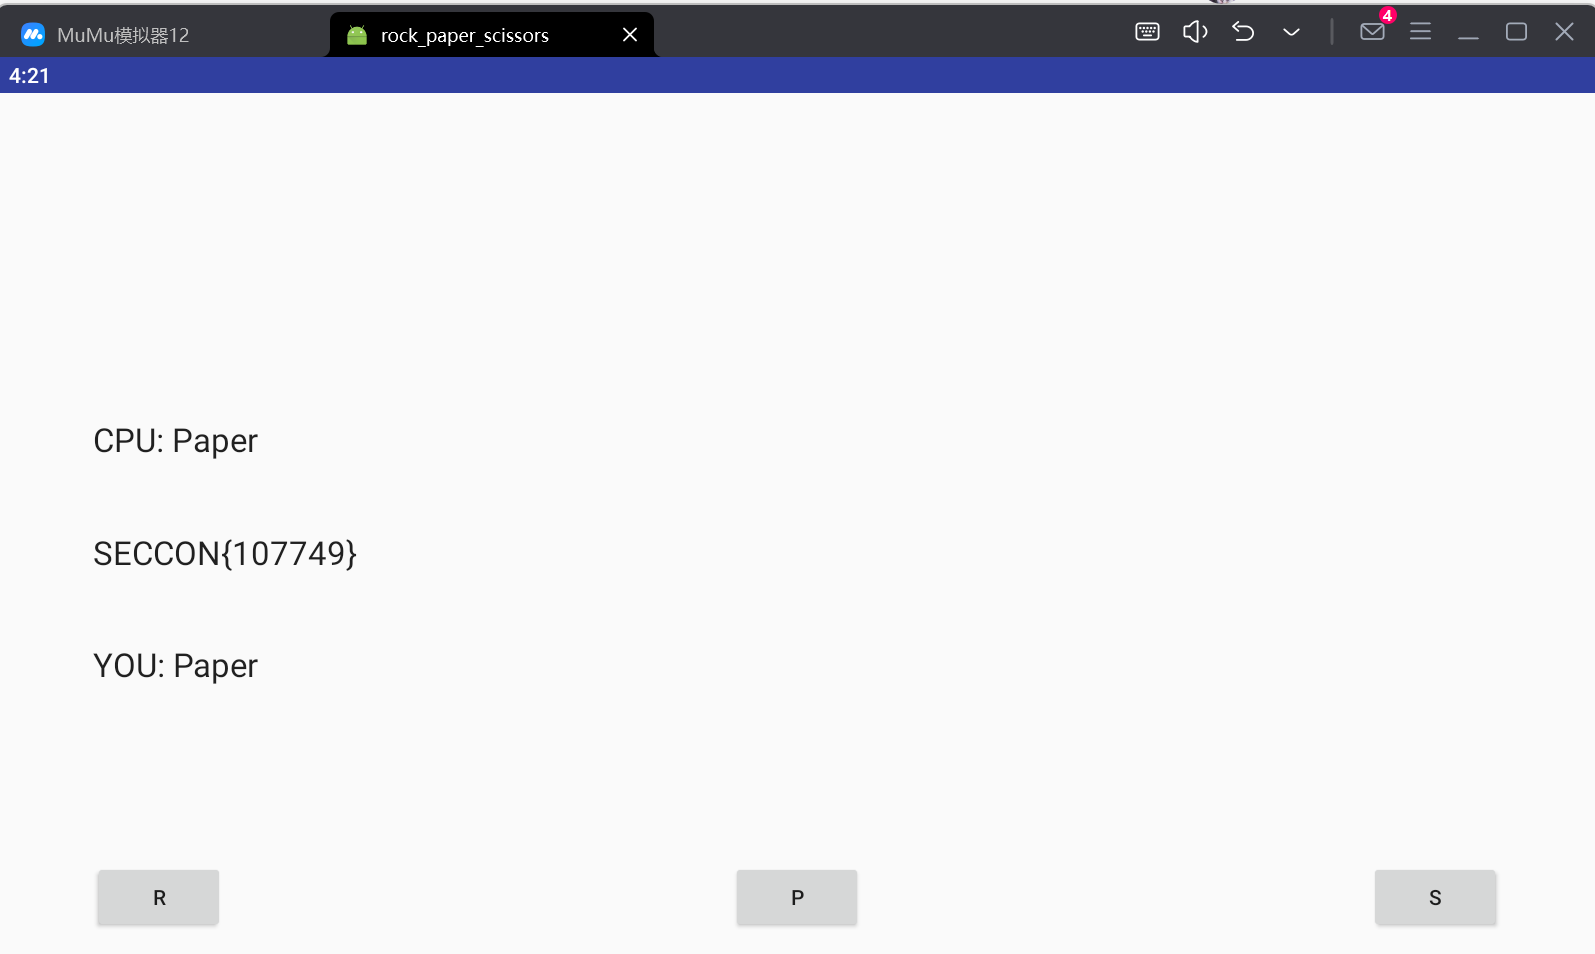 MuMu模拟器12
rock_paper_scissors
4
4:21
CPU: Paper
SECCON{107749}
YOU: Paper
R
P
S